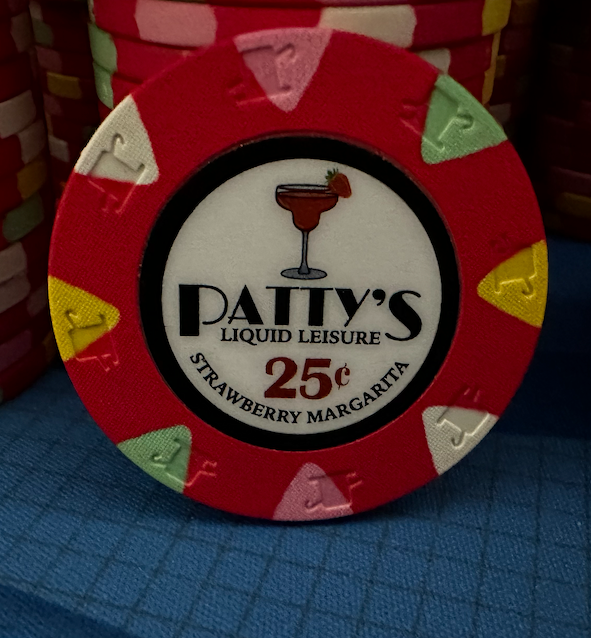 PATTY'S
LIQUID LEISURE
25¢
STRAWBERRY MARGARITA